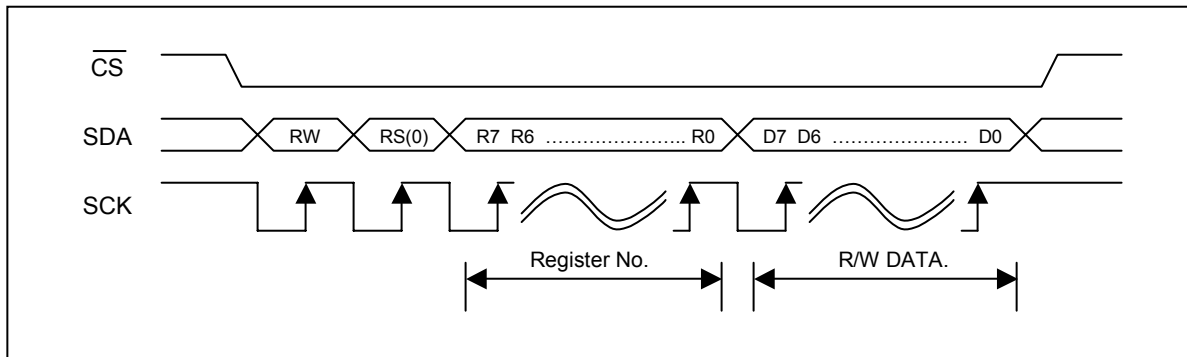 CS
SDA RW RS(0) R7 R6 ........................ R0 D7 D6 ....................... D0
SCK
Register No. R/W DATA.